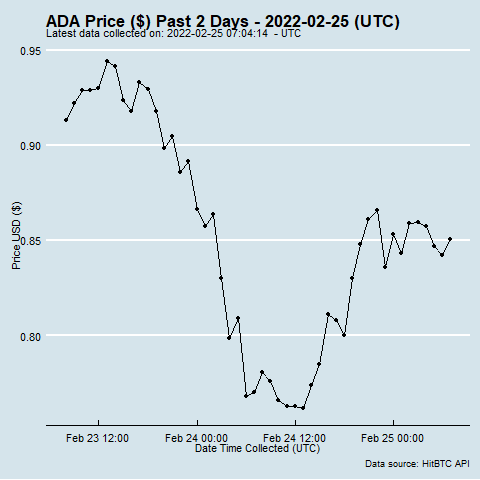 ADA Price ($) Past 2 Days - 2022-02-25 (UTC)
Latest data collected on: 2022-02-25 07:04:14  - UTC
0.95
0.90
0.85
0.80
Price USD ($)
Feb 23 12:00
Feb 24 00:00
Feb 24 12:00
Feb 25 00:00
Date Time Collected (UTC)
Data source: HitBTC API